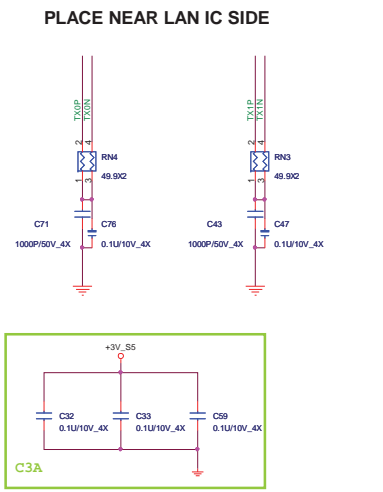 PLACE NEAR LAN IC SIDE
TX0P
TX0N
TX1P
TX1N
2
4
RN4
49.9X2
1
3
2
4
RN3
49.9X2
1
3
C71
1000P/50V_4X
C76
0.1U/10V_4X
C43
1000P/50V_4X
C47
0.1U/10V_4X
+3V_S5
C32
0.1U/10V_4X
C33
0.1U/10V_4X
C59
0.1U/10V_4X
C3A